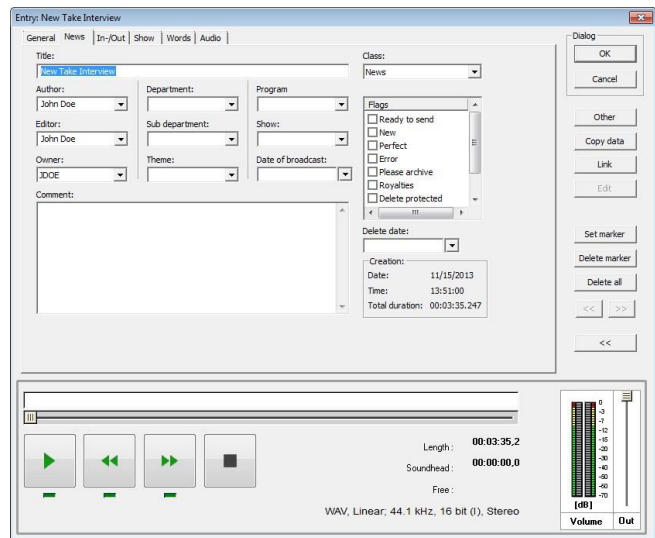 Entry: New Take Interview
General News In-/Out Show Words Audio
Title:
New Take Interview
Class:
News
Author:
John Doe
Department:
Program
Editor:
John Doe
Sub department:
Show:
Owner:
JDOE
Theme:
Date of broadcast:
Flags
Ready to send
New
Perfect
Error
Please archive
Royalties
Delete protected
Comment:
Delete date:
Creation:
Date: 11/15/2013
Time: 13:51:00
Total duration: 00:03:35.247
Dialog
OK
Cancel
Other
Copy data
Link
Edit
Set marker
Delete marker
Delete all
<< >>
<<
Length: 00:03:35,2
Soundhead: 00:00:00,0
Free:
WAV, Linear; 44.1 kHz, 16 bit (I), Stereo
0
-3
-7
-12
-15
-20
-30
-40
-50
-60
-70
[dB]
Volume Out